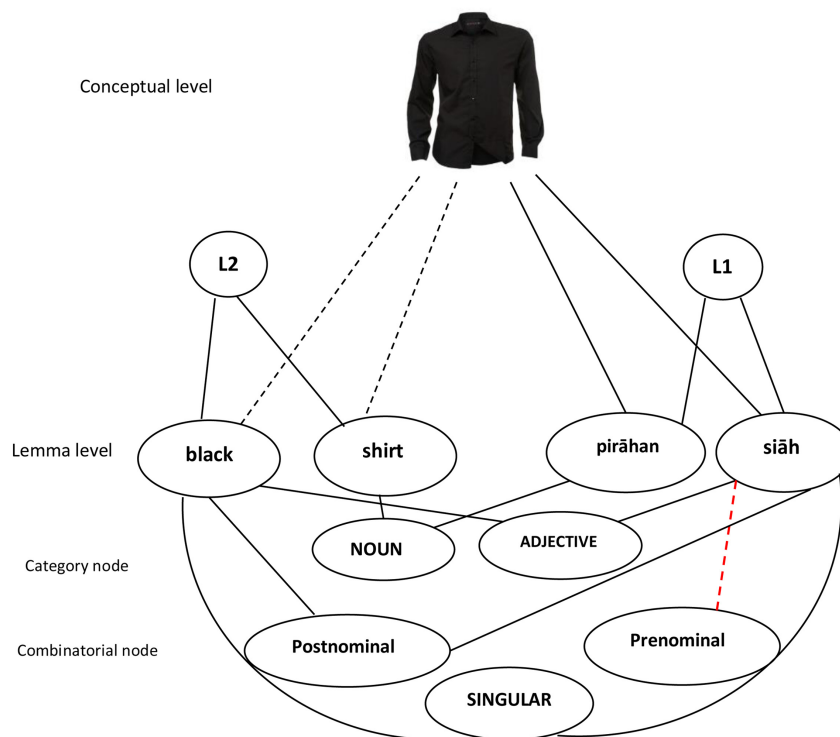 Conceptual level
L2
L1
Lemma level
black
shirt
pirāhan
siāh
NOUN
ADJECTIVE
Category node
Combinatorial node
Postnominal
Prenominal
SINGULAR